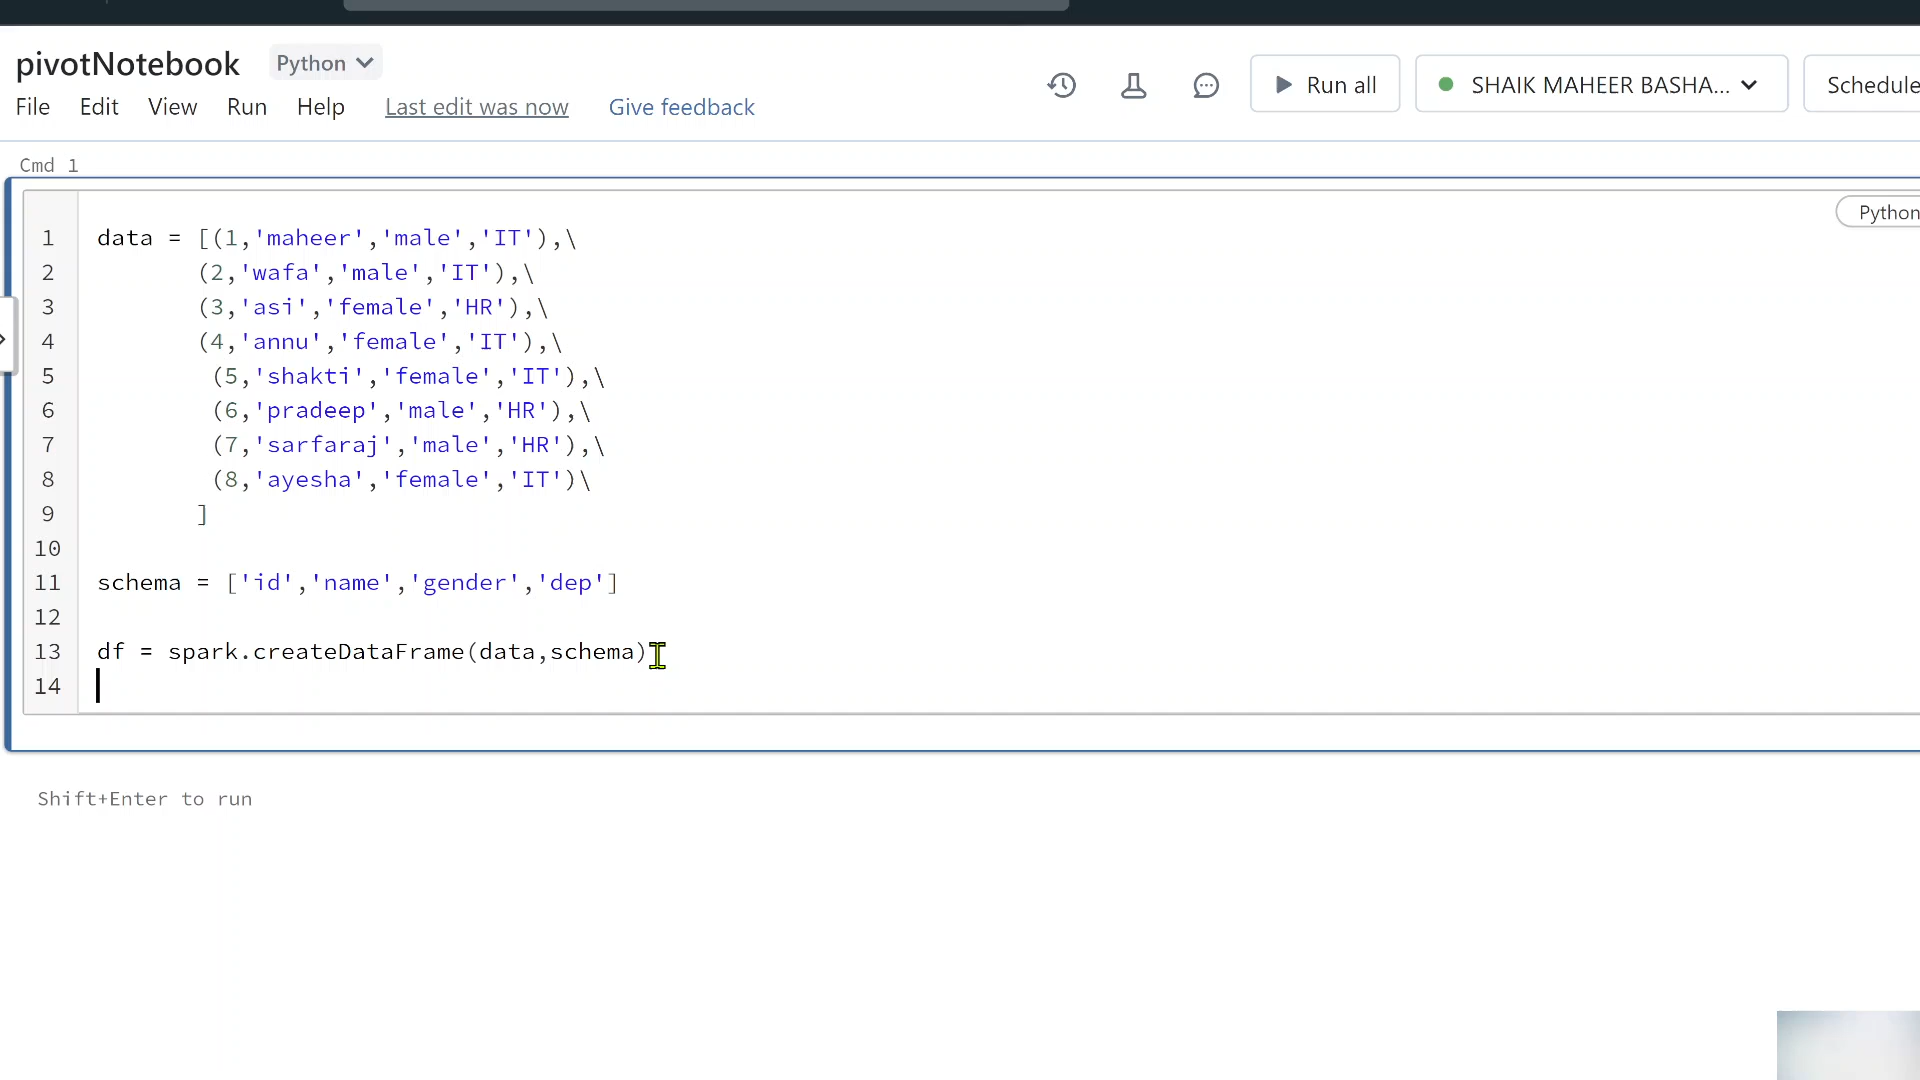 pivotNotebook Python
File Edit View Run Help Last edit was now Give feedback
Run all SHAIK MAHEER BASHA... Schedule
Cmd 1
Python
1 data = [(1,'maheer','male','IT'),\
2 (2,'wafa','male','IT'),\
3 (3,'asi','female','HR'),\
4 (4,'annu','female','IT'),\
5 (5,'shakti','female','IT'),\
6 (6,'pradeep','male','HR'),\
7 (7,'sarfaraj','male','HR'),\
8 (8,'ayesha','female','IT')\
9 ]
10
11 schema = ['id','name','gender','dep']
12
13 df = spark.createDataFrame(data,schema)
14
Shift+Enter to run